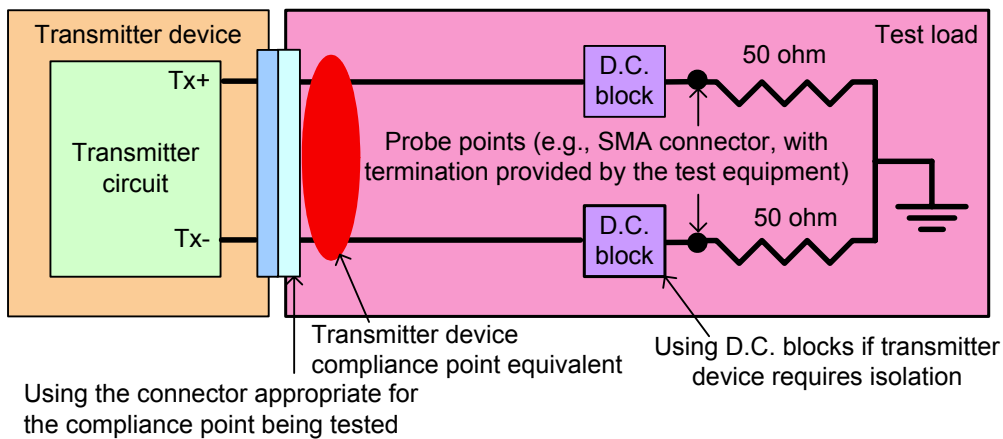 Transmitter device
Test load
Tx+
Transmitter
circuit
Tx-
D.C.
block
50 ohm
Probe points (e.g., SMA connector, with
termination provided by the test equipment)
D.C.
block
50 ohm
Transmitter device
compliance point equivalent
Using D.C. blocks if transmitter
device requires isolation
Using the connector appropriate for
the compliance point being tested